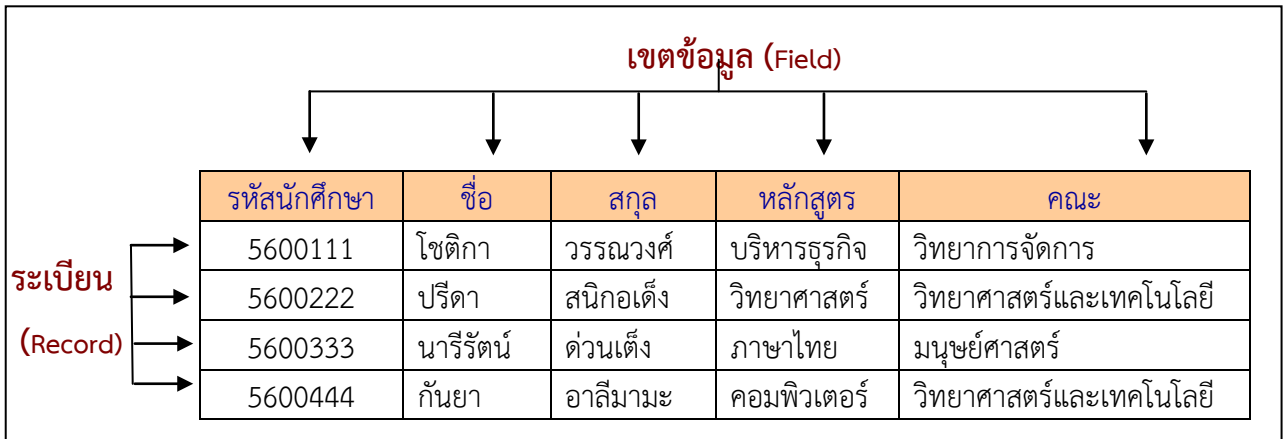 เขตข้อมูล (Field)
รหัสนักศึกษา ชื่อ สกุล หลักสูตร คณะ
5600111 โชติกา วรรณวงศ์ บริหารธุรกิจ วิทยาการจัดการ
ระเบียน
5600222 ปรีดา สนิกอเด็ง วิทยาศาสตร์ วิทยาศาสตร์และเทคโนโลยี
(Record)
5600333 นารีรัตน์ ด่วนเต็ง ภาษาไทย มนุษย์ศาสตร์
5600444 กันยา อาลีมามะ คอมพิวเตอร์ วิทยาศาสตร์และเทคโนโลยี